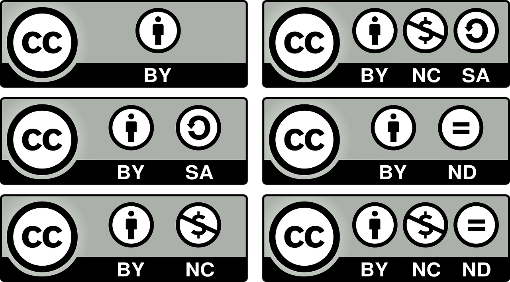 CC BY
CC BY $ NC SA
CC BY SA
CC BY = ND
CC BY $ NC
CC BY $ NC = ND